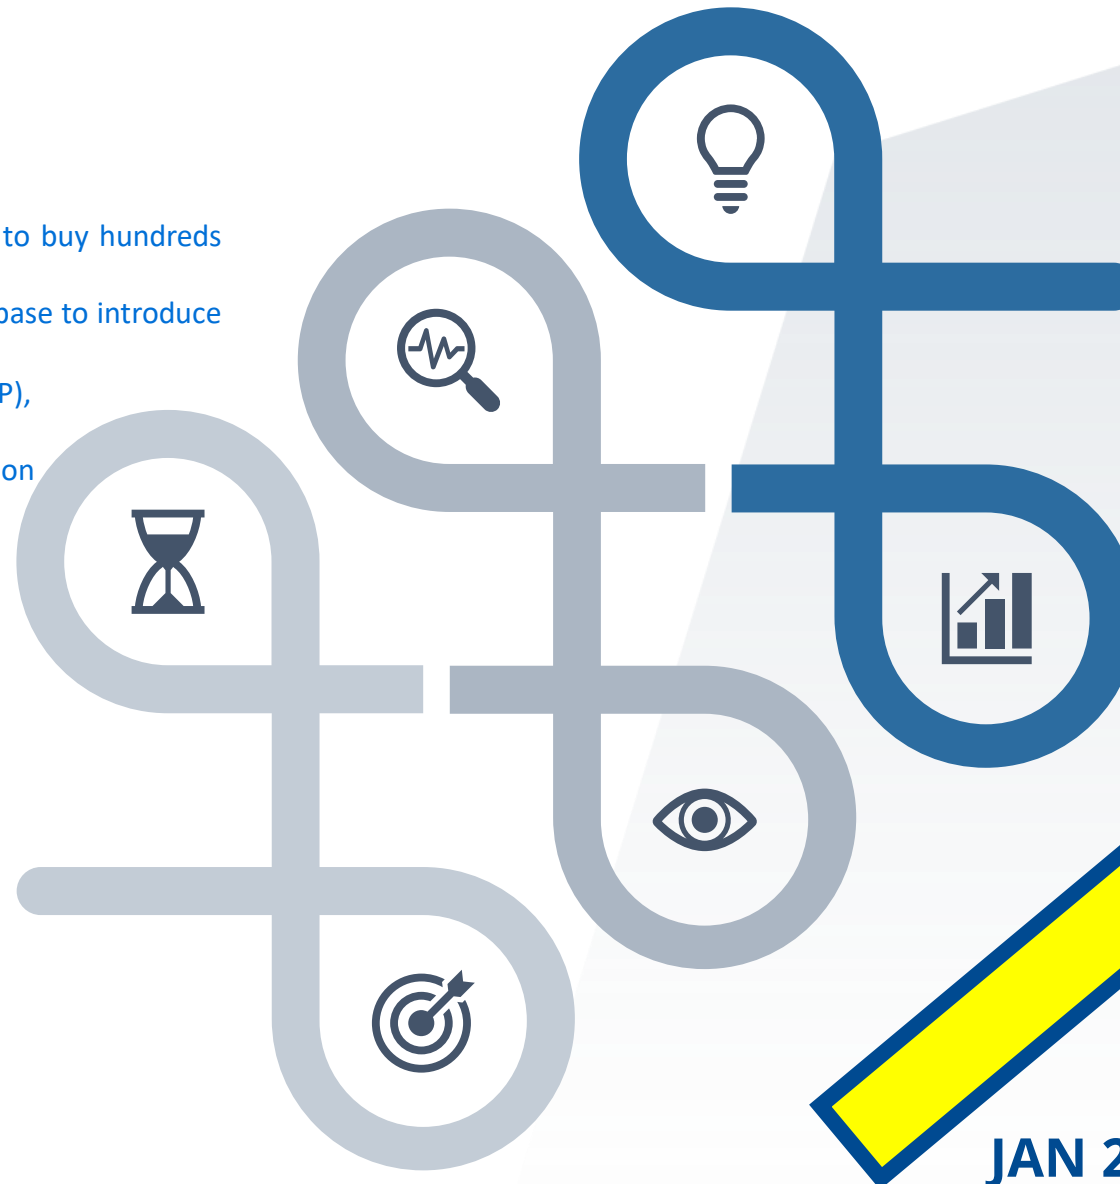 to buy hundreds
base to introduce
P),
on
JAN 2